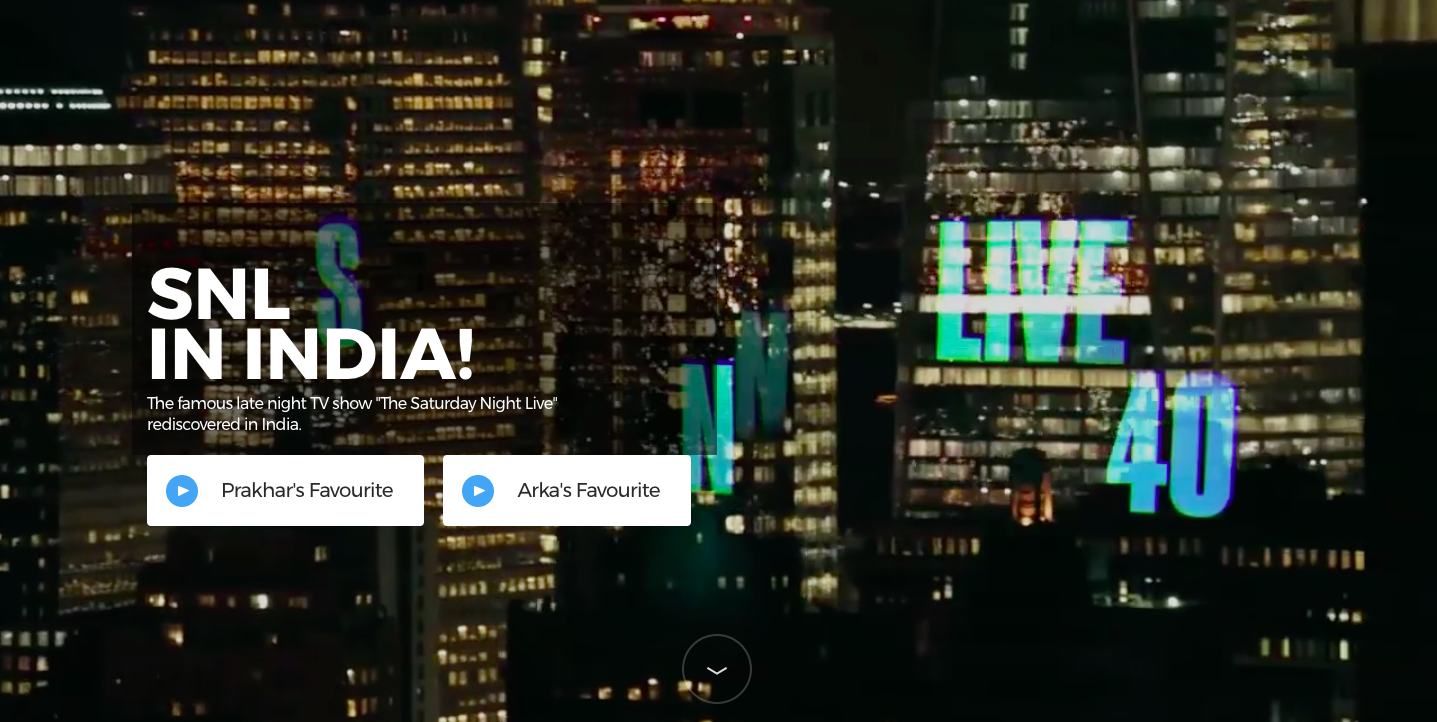 SNL
IN INDIA!
The famous late night TV show "The Saturday Night Live"
rediscovered in India.
Prakhar's Favourite
Arka's Favourite
S
N
N
LIVE
40